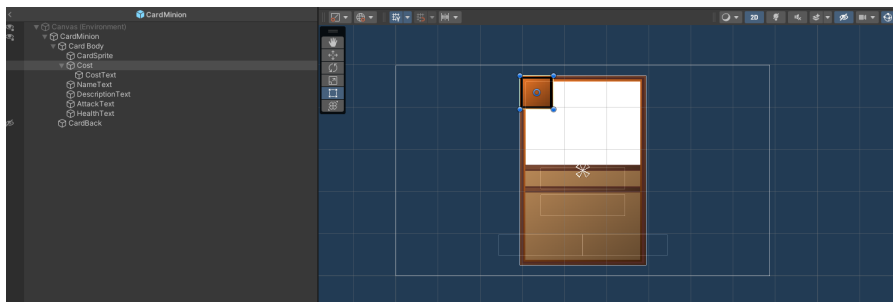 CardMinion
Canvas (Environment)
CardMinion
Card Body
CardSprite
Cost
CostText
NameText
DescriptionText
AttackText
HealthText
CardBack
2D